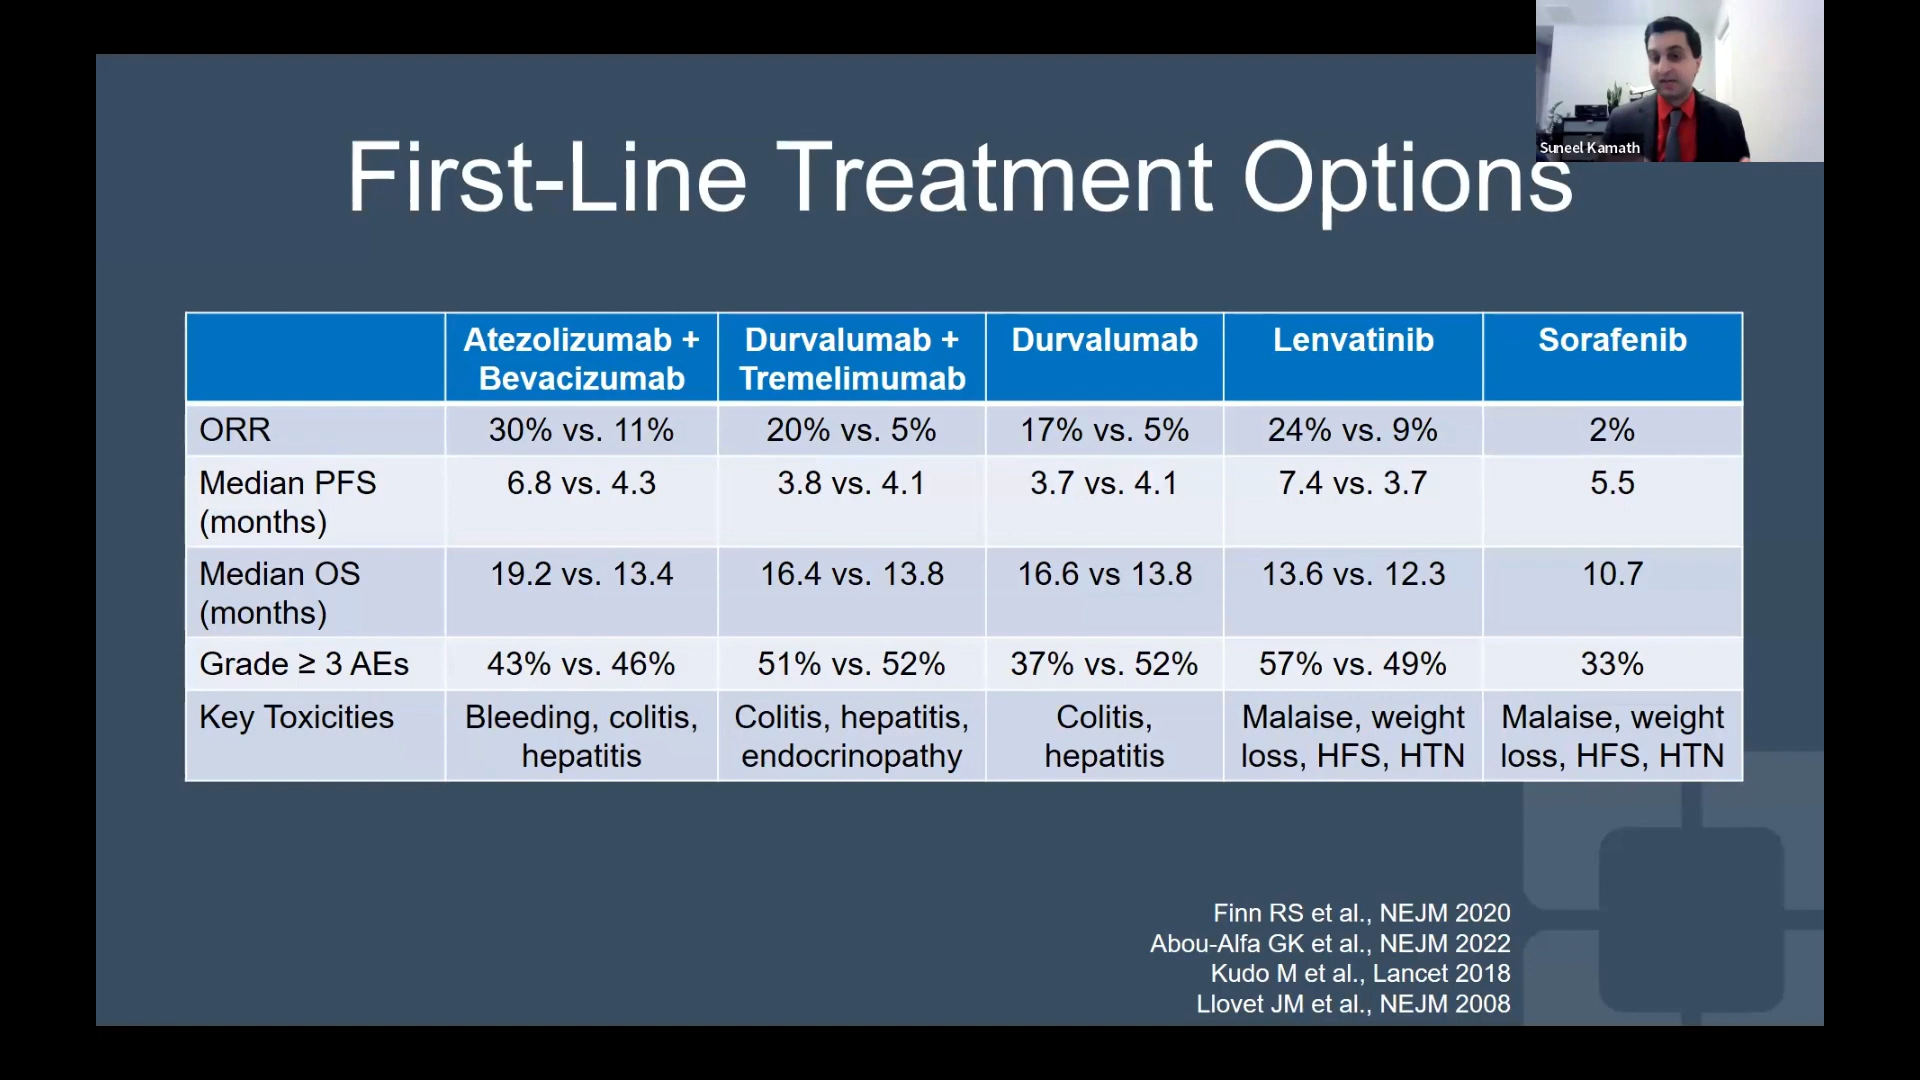 Suneel Kamath
First-Line Treatment Options
Atezolizumab + Bevacizumab
Durvalumab + Tremelimumab
Durvalumab
Lenvatinib
Sorafenib
ORR
30% vs. 11%
20% vs. 5%
17% vs. 5%
24% vs. 9%
2%
Median PFS
(months)
6.8 vs. 4.3
3.8 vs. 4.1
3.7 vs. 4.1
7.4 vs. 3.7
5.5
Median OS
(months)
19.2 vs. 13.4
16.4 vs. 13.8
16.6 vs 13.8
13.6 vs. 12.3
10.7
Grade ≥ 3 AEs
43% vs. 46%
51% vs. 52%
37% vs. 52%
57% vs. 49%
33%
Key Toxicities
Bleeding, colitis,
hepatitis
Colitis, hepatitis,
endocrinopathy
Colitis,
hepatitis
Malaise, weight
loss, HFS, HTN
Malaise, weight
loss, HFS, HTN
Finn RS et al., NEJM 2020
Abou-Alfa GK et al., NEJM 2022
Kudo M et al., Lancet 2018
Llovet JM et al., NEJM 2008